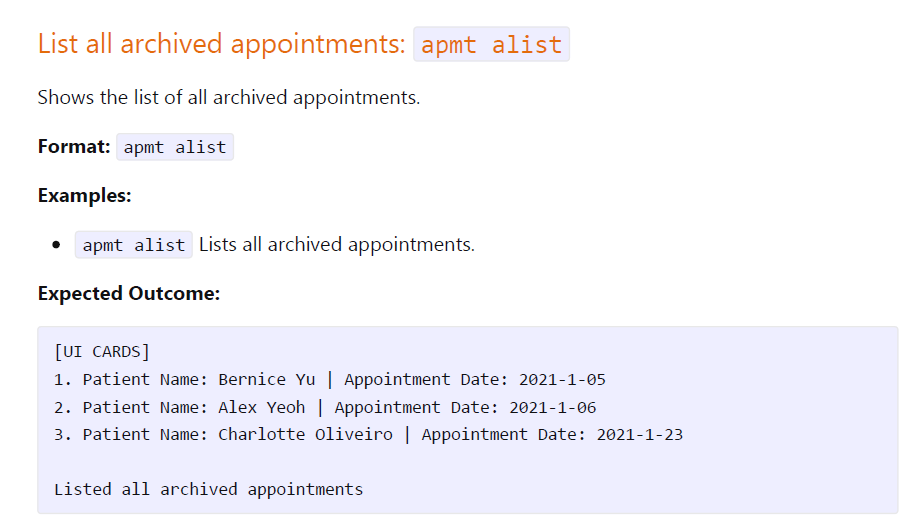 List all archived appointments: apmt alist
Shows the list of all archived appointments.
Format: apmt alist
Examples:
• apmt alist Lists all archived appointments.
Expected Outcome:
[UI CARDS]
1. Patient Name: Bernice Yu | Appointment Date: 2021-1-05
2. Patient Name: Alex Yeoh | Appointment Date: 2021-1-06
3. Patient Name: Charlotte Oliveiro | Appointment Date: 2021-1-23
Listed all archived appointments